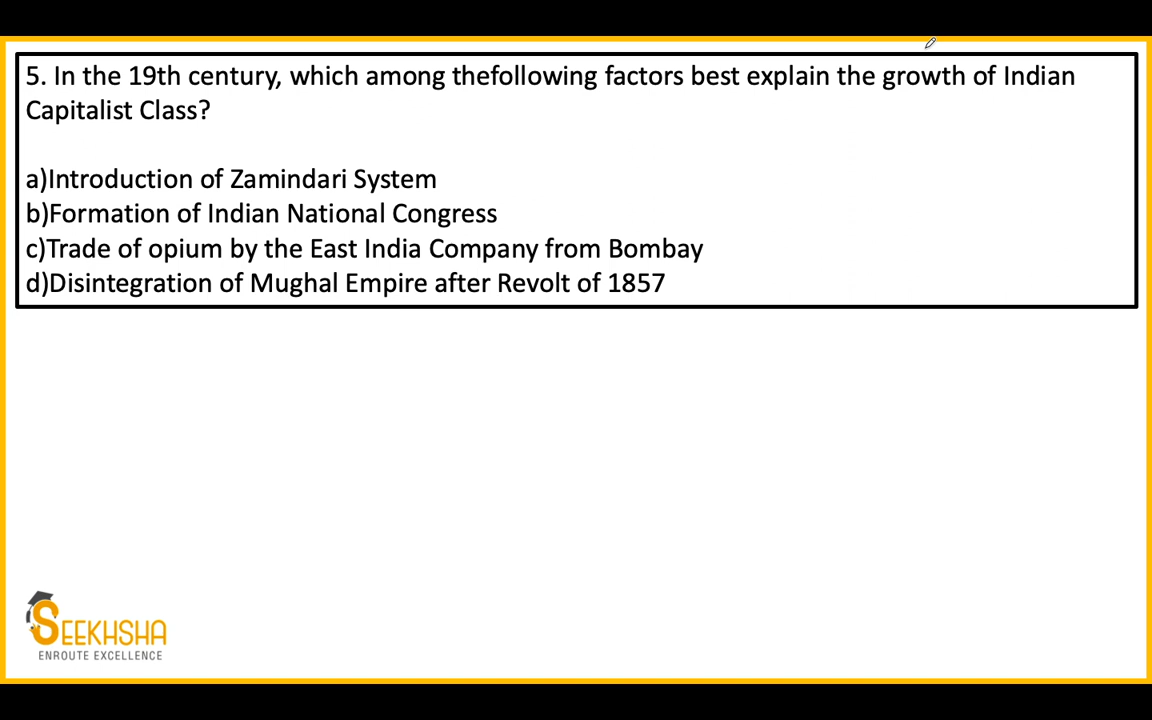 5. In the 19th century, which among thefollowing factors best explain the growth of Indian
Capitalist Class?
a)Introduction of Zamindari System
b)Formation of Indian National Congress
c)Trade of opium by the East India Company from Bombay
d)Disintegration of Mughal Empire after Revolt of 1857
SEEKHSHA
ENROUTE EXCELLENCE